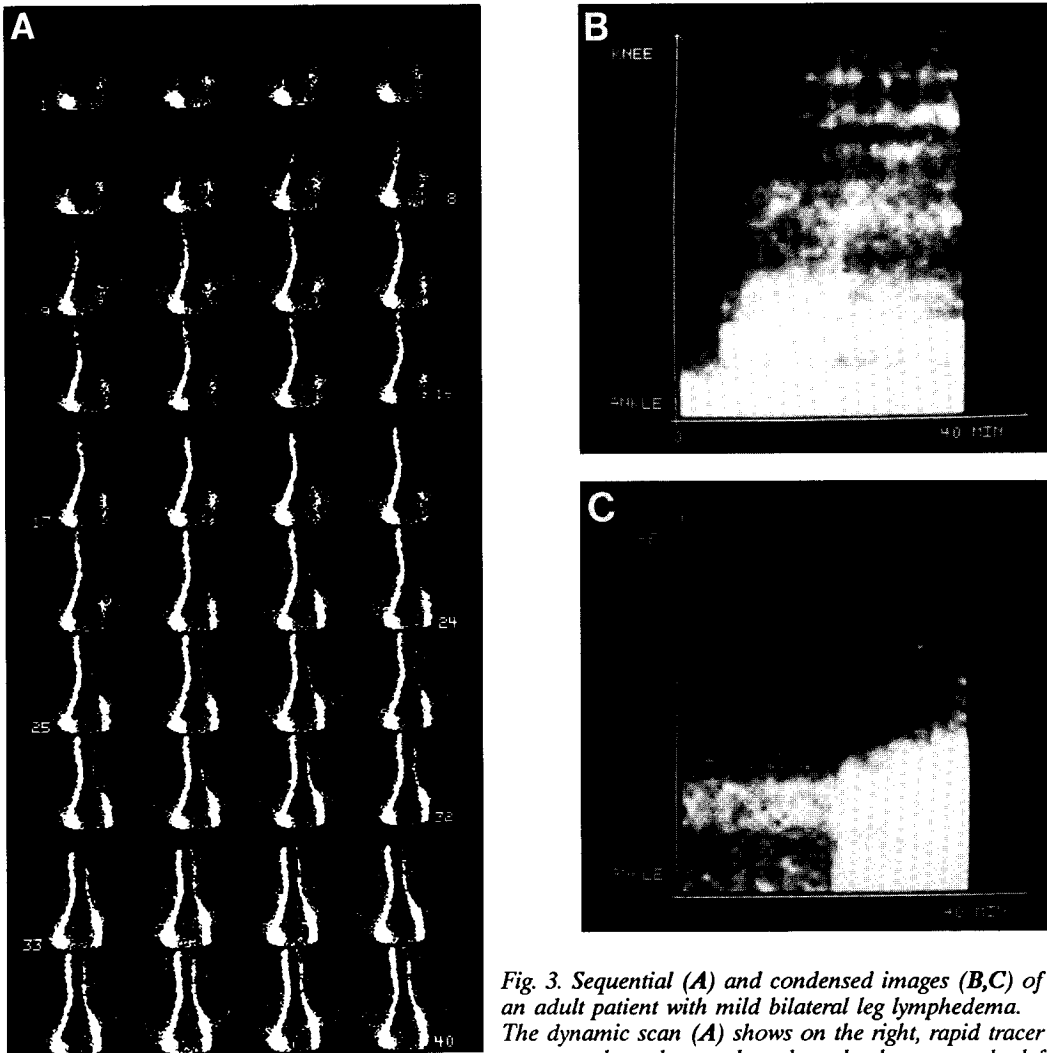 A
1
8
9
17
24
25
32
33
40
B
KNEE
ANKLE
0
40 MIN
C
40 MIN
Fig. 3. Sequential (A) and condensed images (B,C) of
an adult patient with mild bilateral leg lymphedema.
The dynamic scan (A) shows on the right, rapid tracer